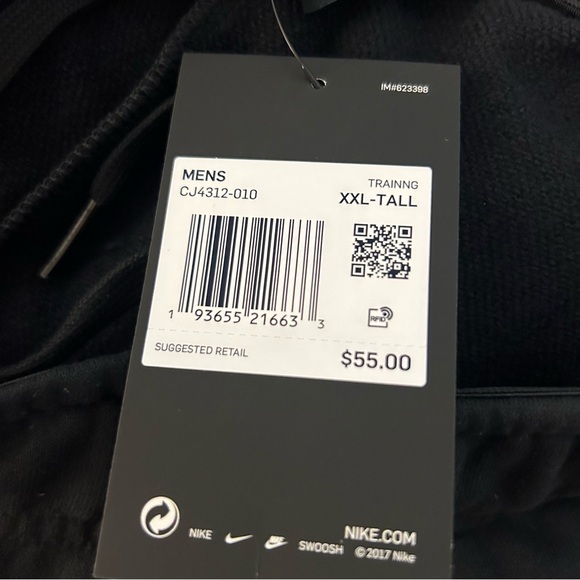 IM#623398
MENS
TRAINNG
CJ4312-010
XXL-TALL
1 93655 21663 3
RFID
SUGGESTED RETAIL
$55.00
NIKE
SWOOSH
NIKE.COM
© 2017 Nike